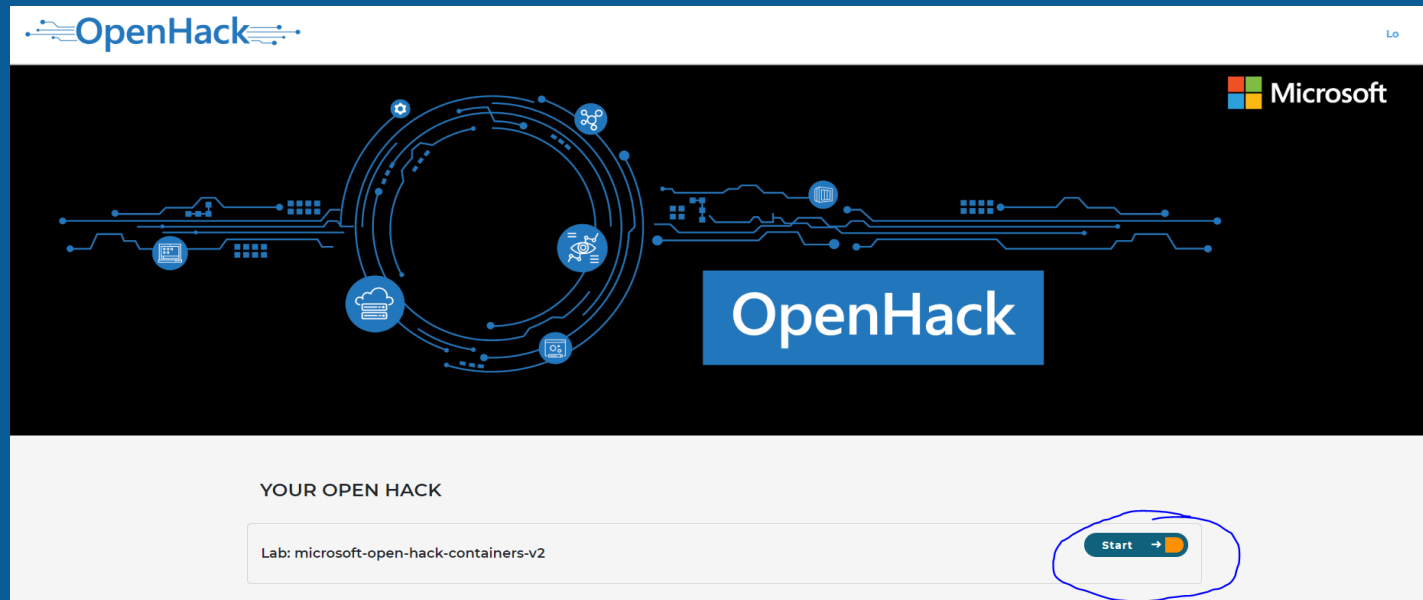 OpenHack
Lo
Microsoft
OpenHack
YOUR OPEN HACK
Lab: microsoft-open-hack-containers-v2
Start →